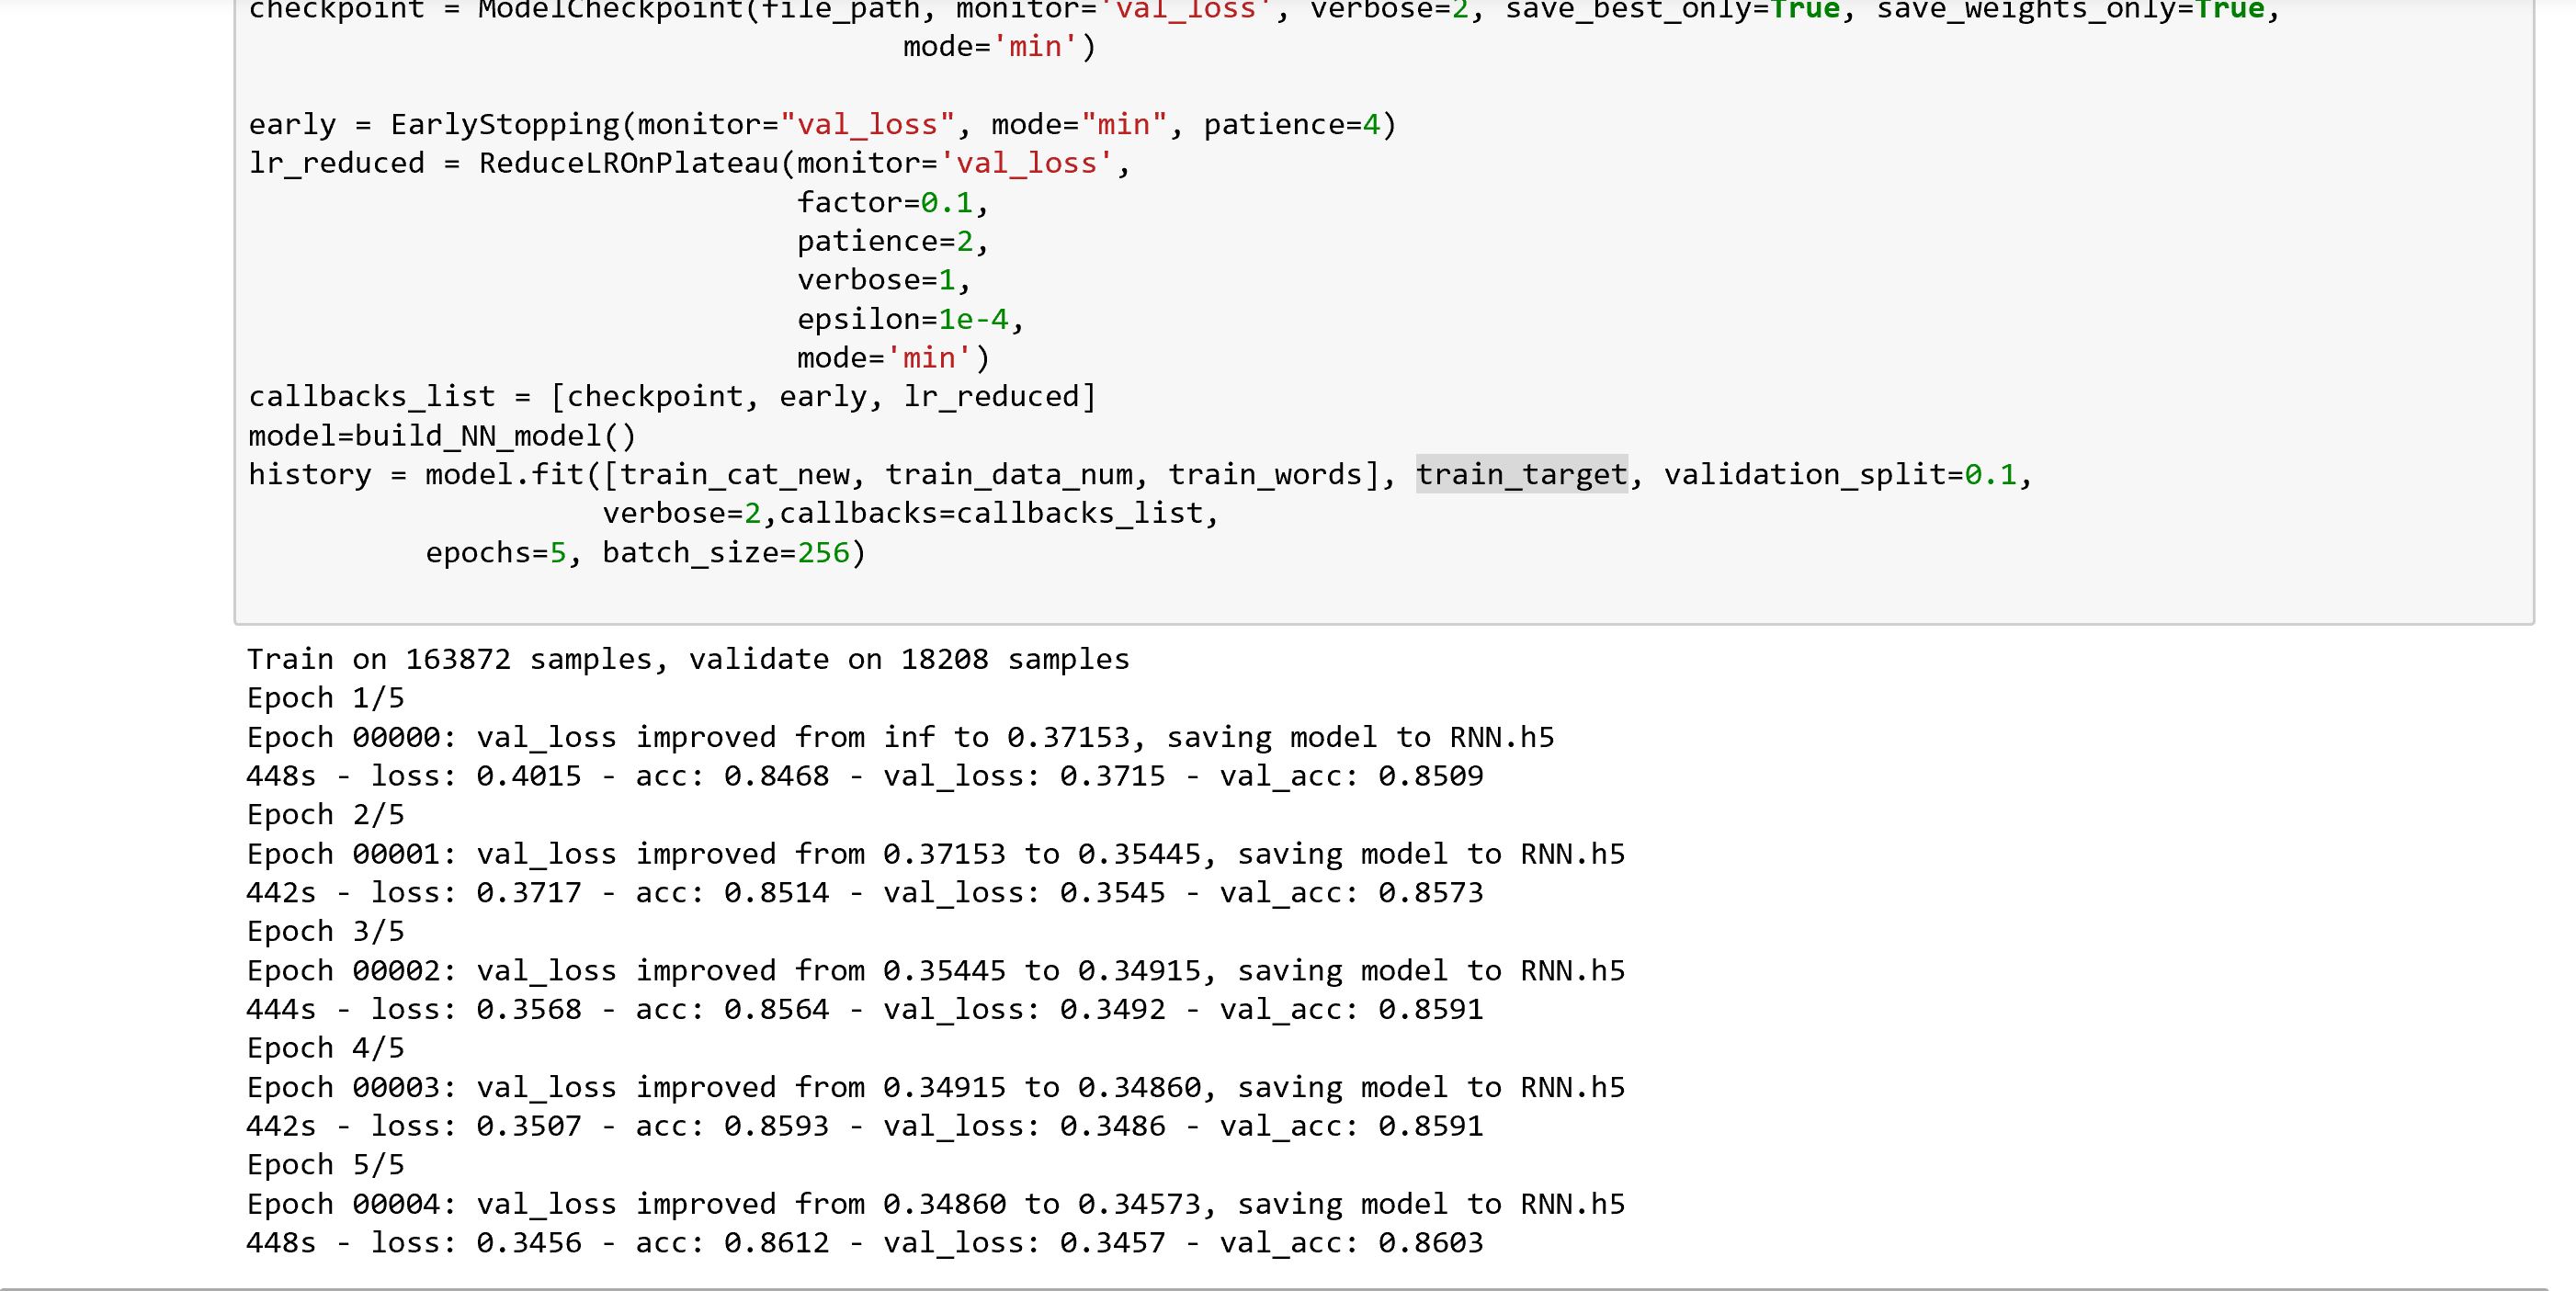 checkpoint = ModelCheckpoint(file_path, monitor='val_loss', verbose=2, save_best_only=True, save_weights_only=True,
                                     mode='min')
early = EarlyStopping(monitor="val_loss", mode="min", patience=4)
lr_reduced = ReduceLROnPlateau(monitor='val_loss',
                               factor=0.1,
                               patience=2,
                               verbose=1,
                               epsilon=1e-4,
                               mode='min')
callbacks_list = [checkpoint, early, lr_reduced]
model=build_NN_model()
history = model.fit([train_cat_new, train_data_num, train_words], train_target, validation_split=0.1,
                    verbose=2,callbacks=callbacks_list,
          epochs=5, batch_size=256)
Train on 163872 samples, validate on 18208 samples
Epoch 1/5
Epoch 00000: val_loss improved from inf to 0.37153, saving model to RNN.h5
448s - loss: 0.4015 - acc: 0.8468 - val_loss: 0.3715 - val_acc: 0.8509
Epoch 2/5
Epoch 00001: val_loss improved from 0.37153 to 0.35445, saving model to RNN.h5
442s - loss: 0.3717 - acc: 0.8514 - val_loss: 0.3545 - val_acc: 0.8573
Epoch 3/5
Epoch 00002: val_loss improved from 0.35445 to 0.34915, saving model to RNN.h5
444s - loss: 0.3568 - acc: 0.8564 - val_loss: 0.3492 - val_acc: 0.8591
Epoch 4/5
Epoch 00003: val_loss improved from 0.34915 to 0.34860, saving model to RNN.h5
442s - loss: 0.3507 - acc: 0.8593 - val_loss: 0.3486 - val_acc: 0.8591
Epoch 5/5
Epoch 00004: val_loss improved from 0.34860 to 0.34573, saving model to RNN.h5
448s - loss: 0.3456 - acc: 0.8612 - val_loss: 0.3457 - val_acc: 0.8603